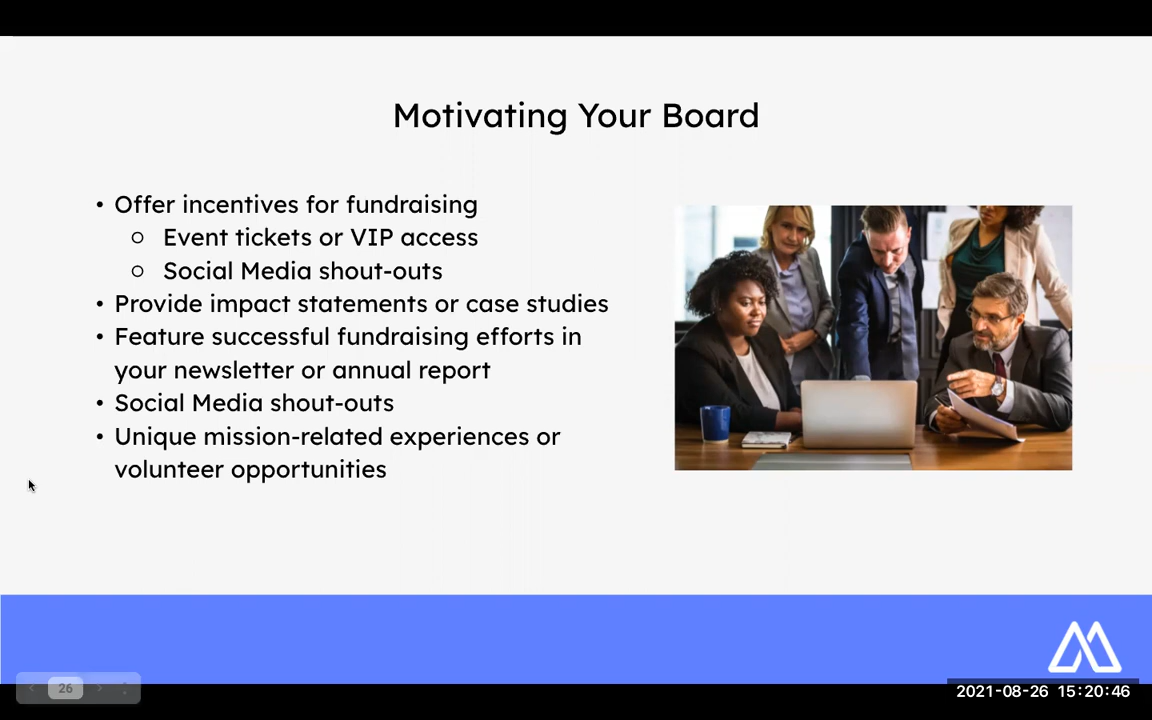 Motivating Your Board
• Offer incentives for fundraising
○ Event tickets or VIP access
○ Social Media shout-outs
• Provide impact statements or case studies
• Feature successful fundraising efforts in
your newsletter or annual report
• Social Media shout-outs
• Unique mission-related experiences or
volunteer opportunities
26
2021-08-26 15:20:46